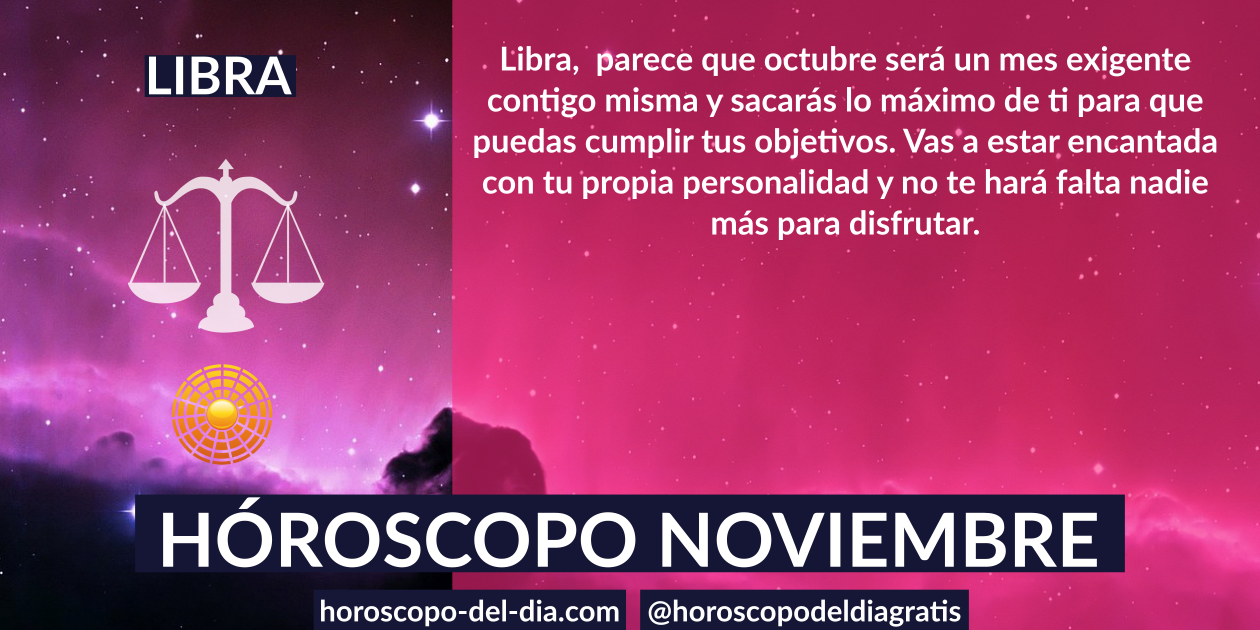 LIBRA
Libra,  parece que octubre será un mes exigente
contigo misma y sacarás lo máximo de ti para que
puedas cumplir tus objetivos. Vas a estar encantada
con tu propia personalidad y no te hará falta nadie
más para disfrutar.
HÓROSCOPO NOVIEMBRE
horoscopo-del-dia.com
@horoscopodeldiagratis